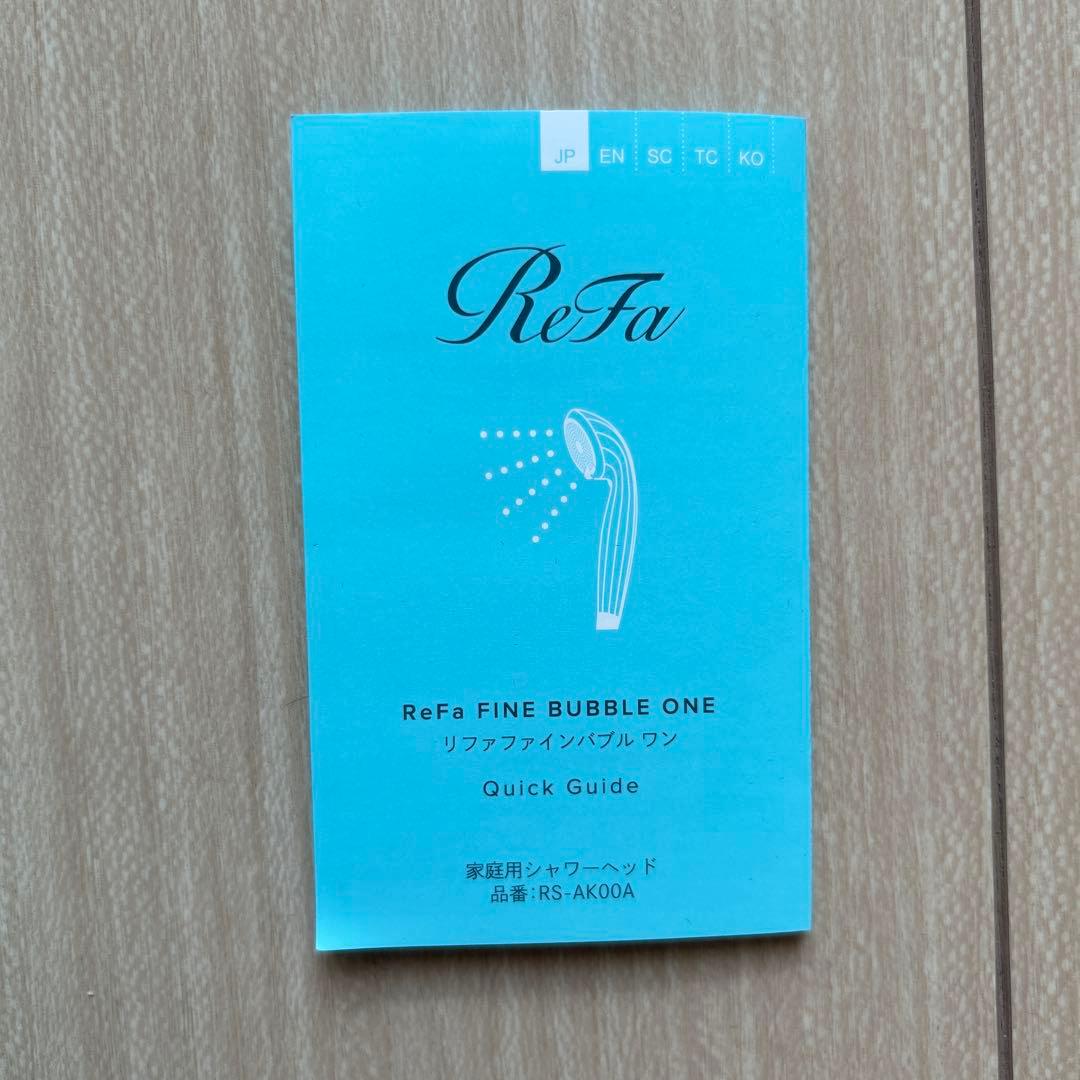 JP EN SC TC KO
ReFa
ReFa FINE BUBBLE ONE
リファファインバブル ワン
Quick Guide
家庭用シャワーヘッド
品番:RS-AK00A